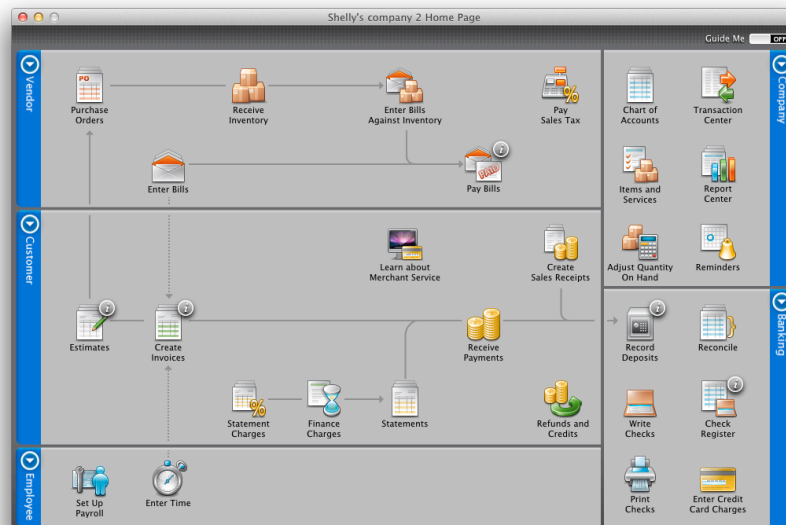 Shelly's company 2 Home Page
Guide Me OFF
Vendor
PO
Purchase
Orders
Receive
Inventory
Enter Bills
Against Inventory
%
Pay
Sales Tax
Enter Bills
PAID
Pay Bills
Customer
Learn about
Merchant Service
Create
Sales Receipts
Estimates
Create
Invoices
Receive
Payments
%
Statement
Charges
Finance
Charges
Statements
Refunds and
Credits
Employee
Set Up
Payroll
Enter Time
Company
Chart of
Accounts
Transaction
Center
Items and
Services
Report
Center
Adjust Quantity
On Hand
Reminders
Banking
Record
Deposits
Reconcile
Write
Checks
Check
Register
Print
Checks
Enter Credit
Card Charges